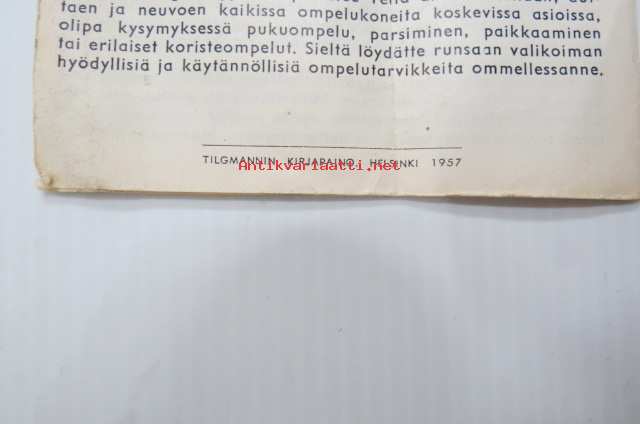 taen ja neuvoen kaikissa ompelukoneita koskevissa asioissa,
olipa kysymyksessä pukuompelu, parsiminen, paikkaaminen
tai erilaiset koristeompelut. Sieltä löydätte runsaan valikoiman
hyödyllisiä ja käytännöllisiä ompelutarvikkeita ommellessanne.
TILGMANNIN KIRJAPAINO, HELSINKI 1957
Antikvariaatti.net